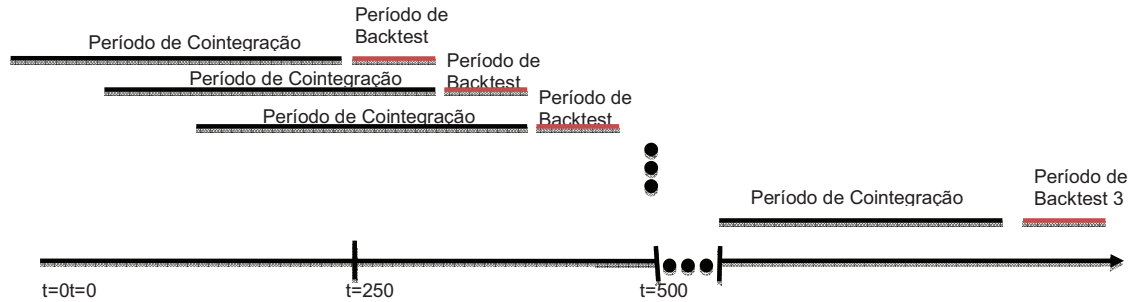 Período de Cointegração
Período 3
Backtest
Período de Cointegração
Período de
Backtest
Período de Cointegração
Período de
Backtest
Período de Cointegração
Período de
Backtest 3
t=0t=0
t=250
t=500